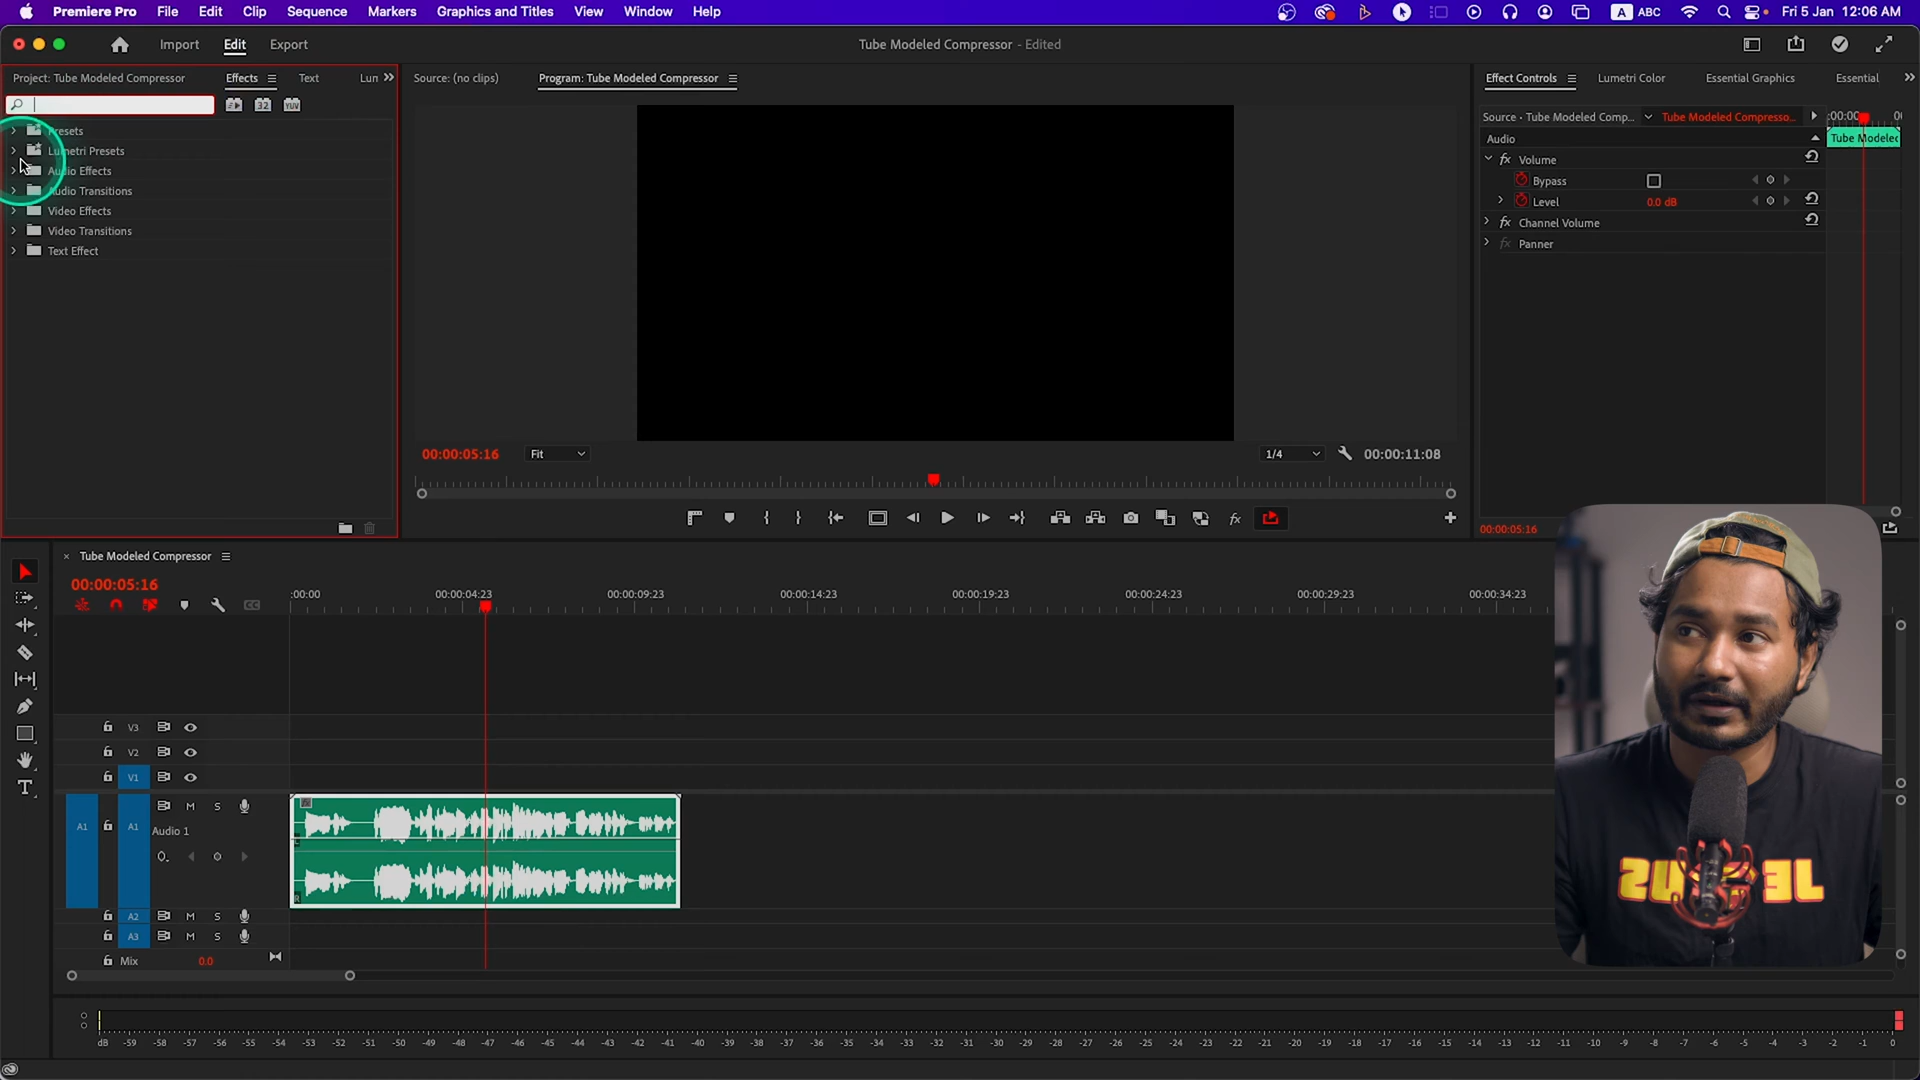 Premiere Pro File Edit Clip Sequence Markers Graphics and Titles View Window Help A ABC Fri 5 Jan 12:06 AM
Import Edit Export Tube Modeled Compressor - Edited
Project: Tube Modeled Compressor Effects Text Lun Source: (no clips) Program: Tube Modeled Compressor Effect Controls Lumetri Color Essential Graphics Essential
32 YUV
Presets
Lumetri Presets
Audio Effects
Audio Transitions
Video Effects
Video Transitions
Text Effect
Source • Tube Modeled Comp... Tube Modeled Compresso...
Audio Tube Modeled
fx Volume
Bypass
Level 0.0 dB
fx Channel Volume
fx Panner
00:00:05:16 Fit 1/4 00:00:11:08
fx
00:00:05:16
× Tube Modeled Compressor
00:00:05:16
:00:00 00:00:04:23 00:00:09:23 00:00:14:23 00:00:19:23 00:00:24:23 00:00:29:23 00:00:34:23
V3
V2
V1
A1 A1 M S
Audio 1
A2 M S
A3 M S
Mix 0.0
dB -59 -58 -57 -56 -55 -54 -53 -52 -51 -50 -49 -48 -47 -46 -45 -44 -43 -42 -41 -40 -39 -38 -37 -36 -35 -34 -33 -32 -31 -30 -29 -28 -27 -26 -25 -24 -23 -22 -21 -20 -19 -18 -17 -16 -15 -14 -13 -12 -11 -10 -9 -8 -7 -6 -5 -4 -3 -2 -1 0